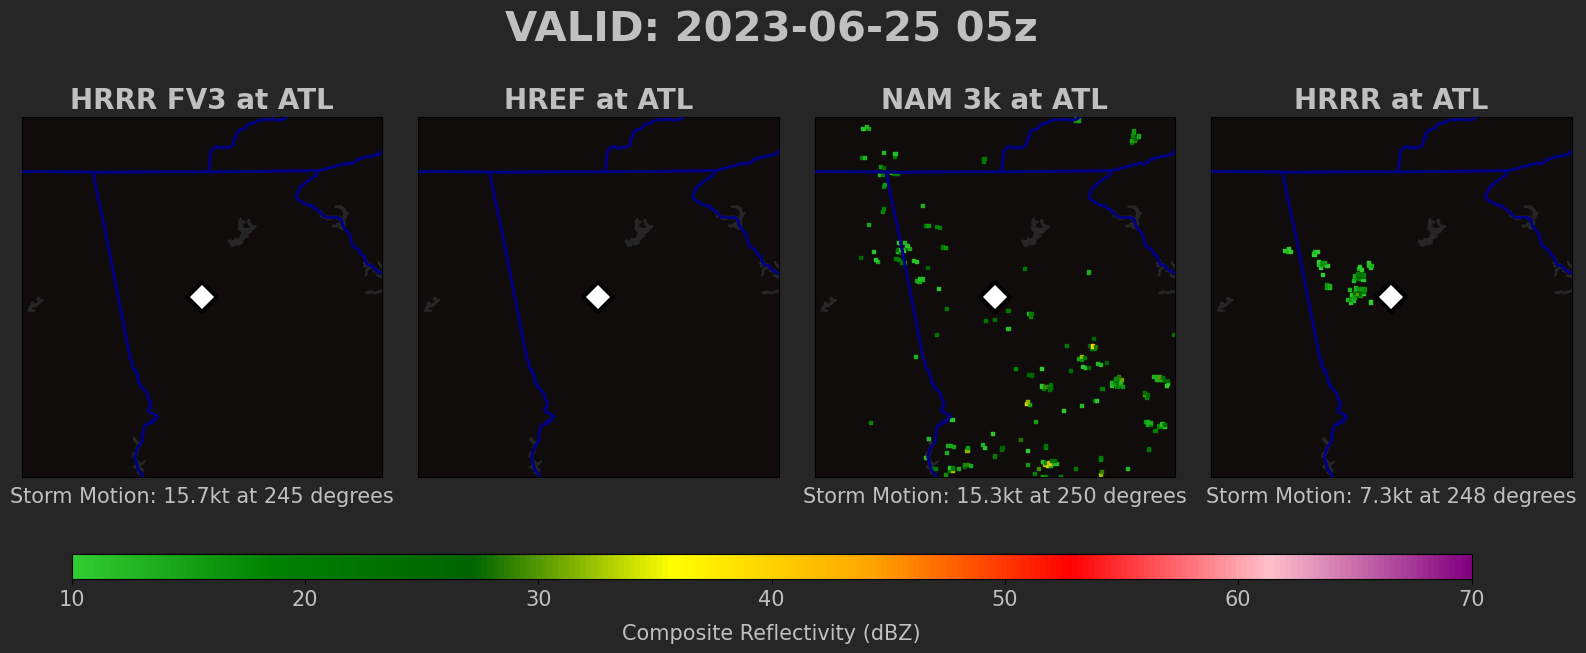 VALID: 2023-06-25 05z
HRRR FV3 at ATL
HREF at ATL
NAM 3k at ATL
HRRR at ATL
Storm Motion: 15.7kt at 245 degrees
Storm Motion: 15.3kt at 250 degrees
Storm Motion: 7.3kt at 248 degrees
10 20 30 40 50 60 70
Composite Reflectivity (dBZ)